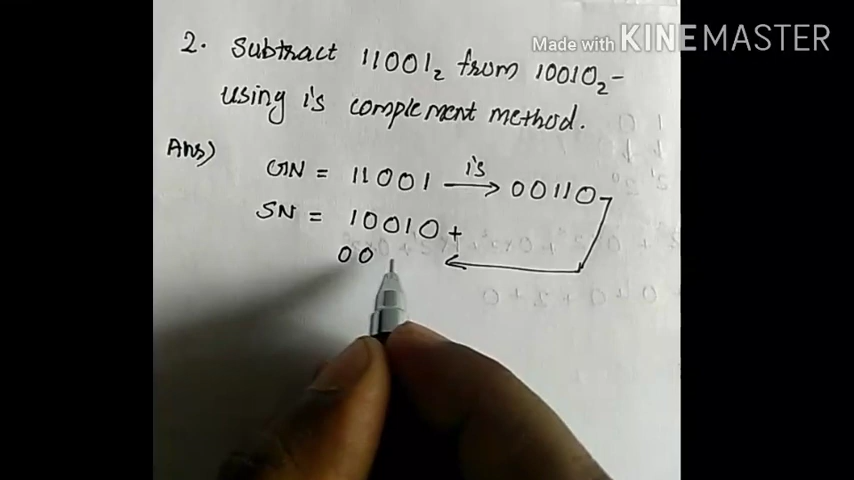 Made with KINEMASTER
2. Subtract 11001₂ from 10010₂ -
using 1's complement method.
Ans)
GN = 11001 1's → 00110
SN = 10010 +
00